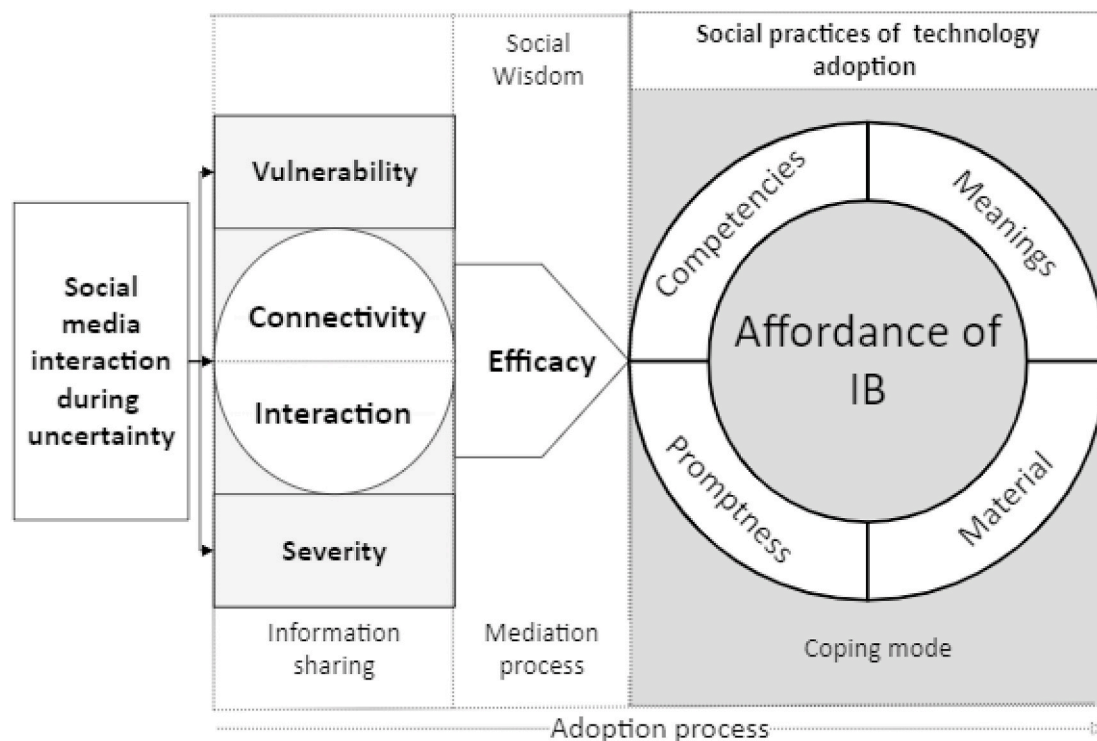 Social
Wisdom
Social practices of technology
adoption
Social
media
interaction
during
uncertainty
Vulnerability
Connectivity
Interaction
Severity
Efficacy
Competencies
Meanings
Affordance of
IB
Promptness
Material
Information
sharing
Mediation
process
Coping mode
Adoption process